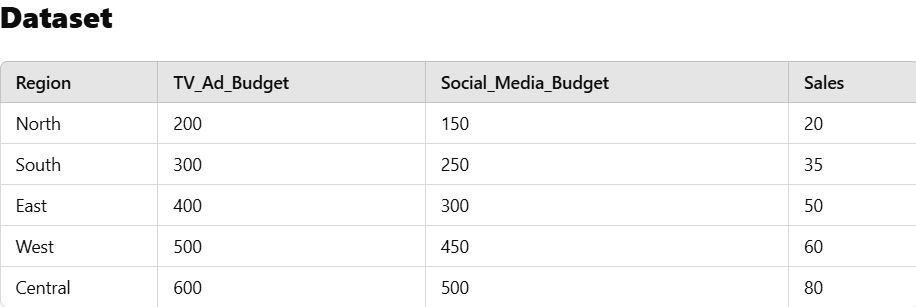 Dataset
Region TV_Ad_Budget Social_Media_Budget Sales
North 200 150 20
South 300 250 35
East 400 300 50
West 500 450 60
Central 600 500 80